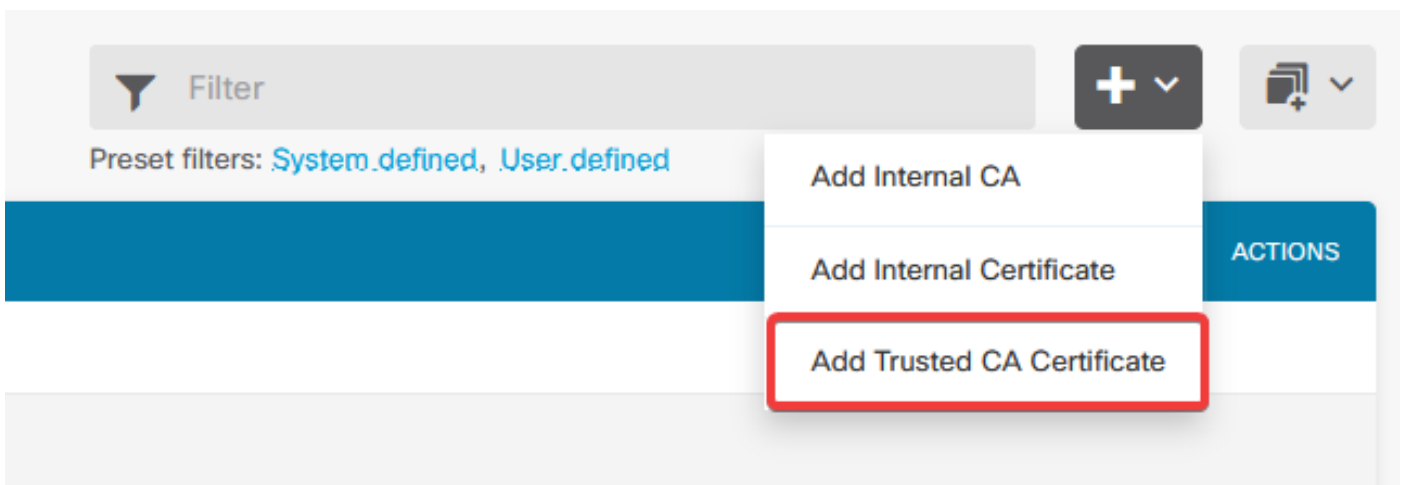 Filter
Preset filters: System defined, User defined
Add Internal CA
ACTIONS
Add Internal Certificate
Add Trusted CA Certificate